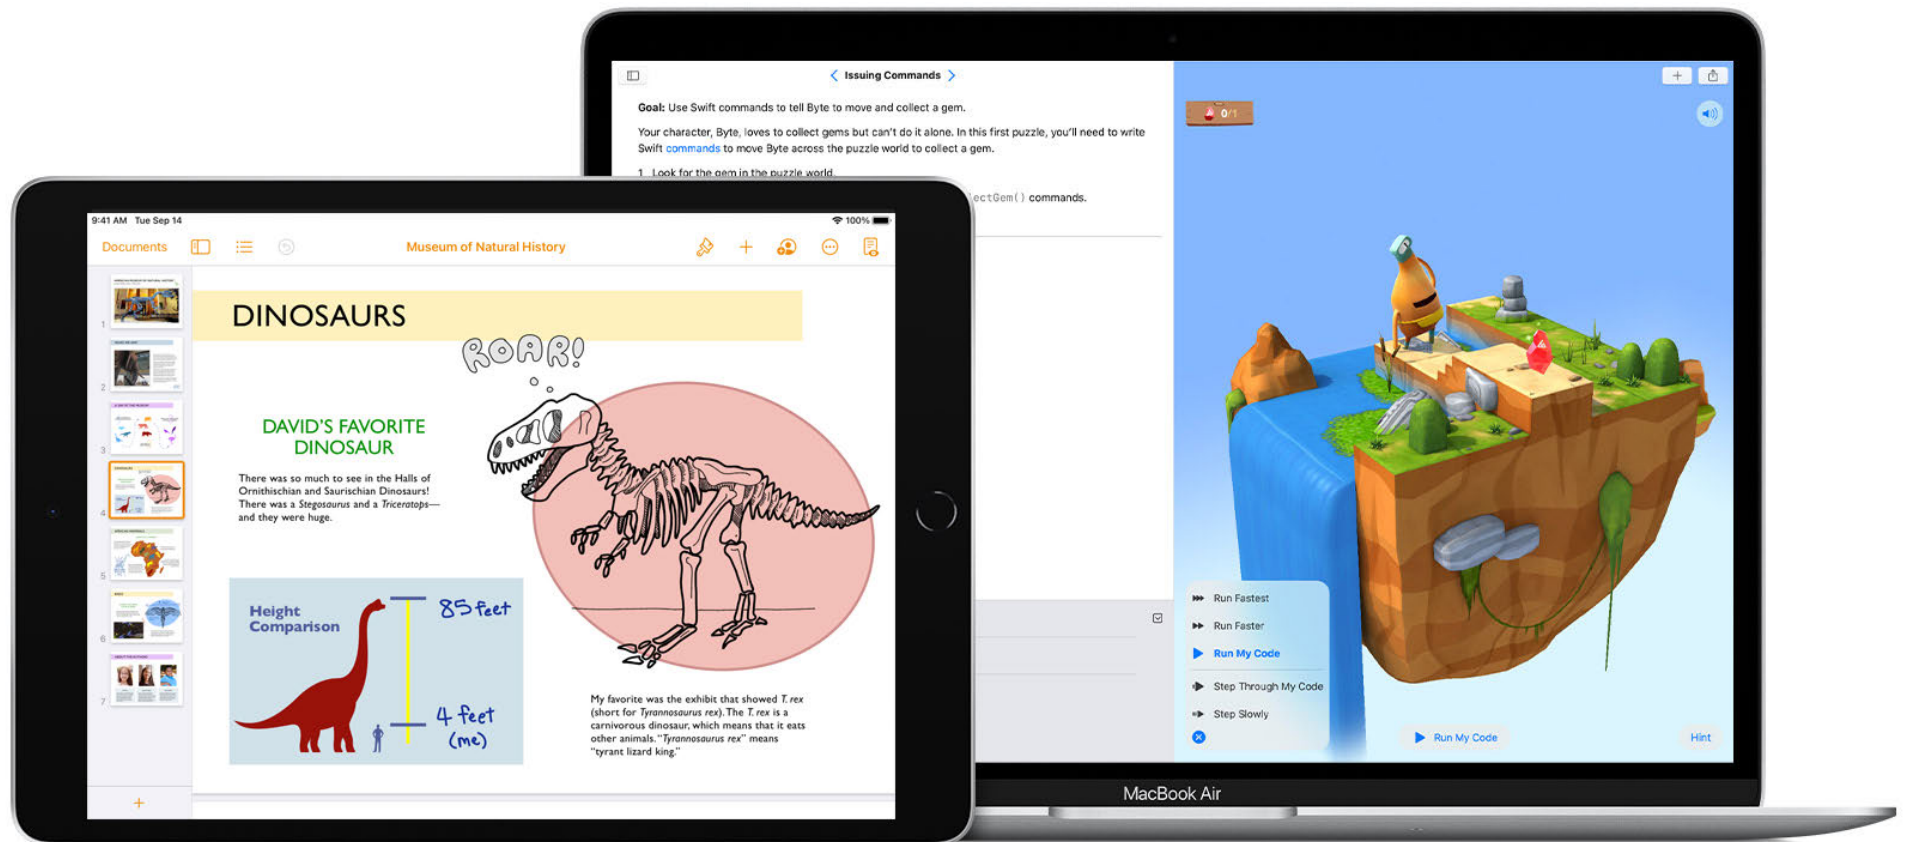 9:41 AM Tue Sep 14
100%
Documents
Museum of Natural History
1
2
3
4
5
6
7
DINOSAURS
ROAR!
DAVID'S FAVORITE
DINOSAUR
There was so much to see in the Halls of
Ornithischian and Saurischian Dinosaurs!
There was a Stegosaurus and a Triceratops—
and they were huge.
Height
Comparison
85 feet
4 feet
(me)
My favorite was the exhibit that showed T. rex
(short for Tyrannosaurus rex). The T. rex is a
carnivorous dinosaur, which means that it eats
other animals. "Tyrannosaurus rex" means
"tyrant lizard king."
Issuing Commands
Goal: Use Swift commands to tell Byte to move and collect a gem.
Your character, Byte, loves to collect gems but can't do it alone. In this first puzzle, you'll need to write
Swift commands to move Byte across the puzzle world to collect a gem.
1 Look for the gem in the puzzle world.
ectGem() commands.
0/1
Run Fastest
Run Faster
Run My Code
Step Through My Code
Step Slowly
Run My Code
Hint
MacBook Air